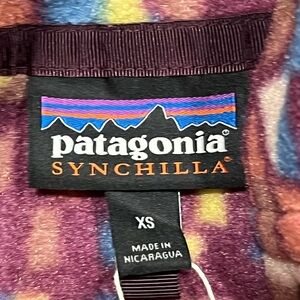 patagonia®
SYNCHILLA®
XS
MADE IN
NICARAGUA